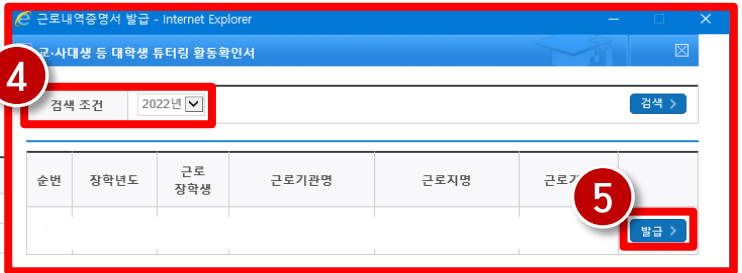 근로내역증명서 발급 - Internet Explorer
교·사대생 등 대학생 튜터링 활동확인서
4
검색 조건 2022년
검색 >
순번 장학년도 근로 장학생 근로기관명 근로지명
5
발급 >